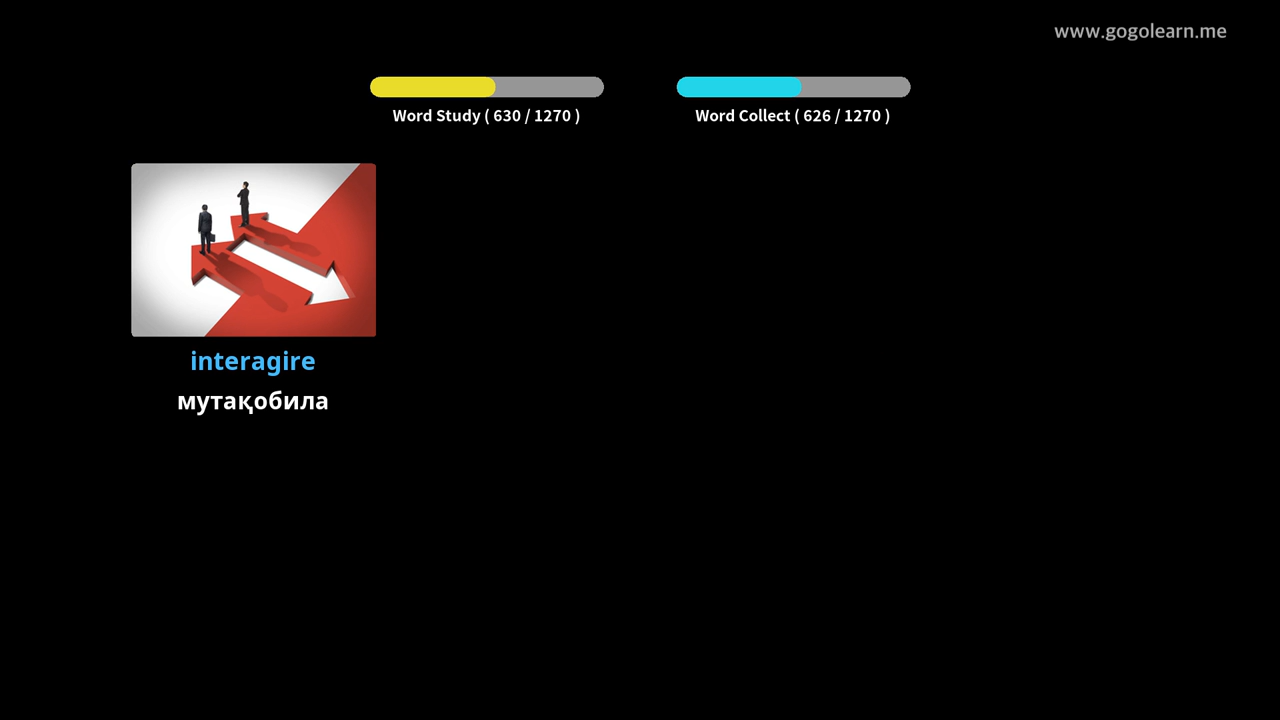 www.gogolearn.me
Word Study ( 630 / 1270 )
Word Collect ( 626 / 1270 )
interagire
мутақобила